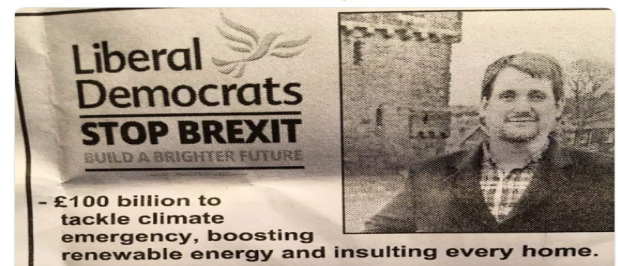 Liberal
Democrats
STOP BREXIT
BUILD A BRIGHTER FUTURE
- £100 billion to
tackle climate
emergency, boosting
renewable energy and insulting every home.